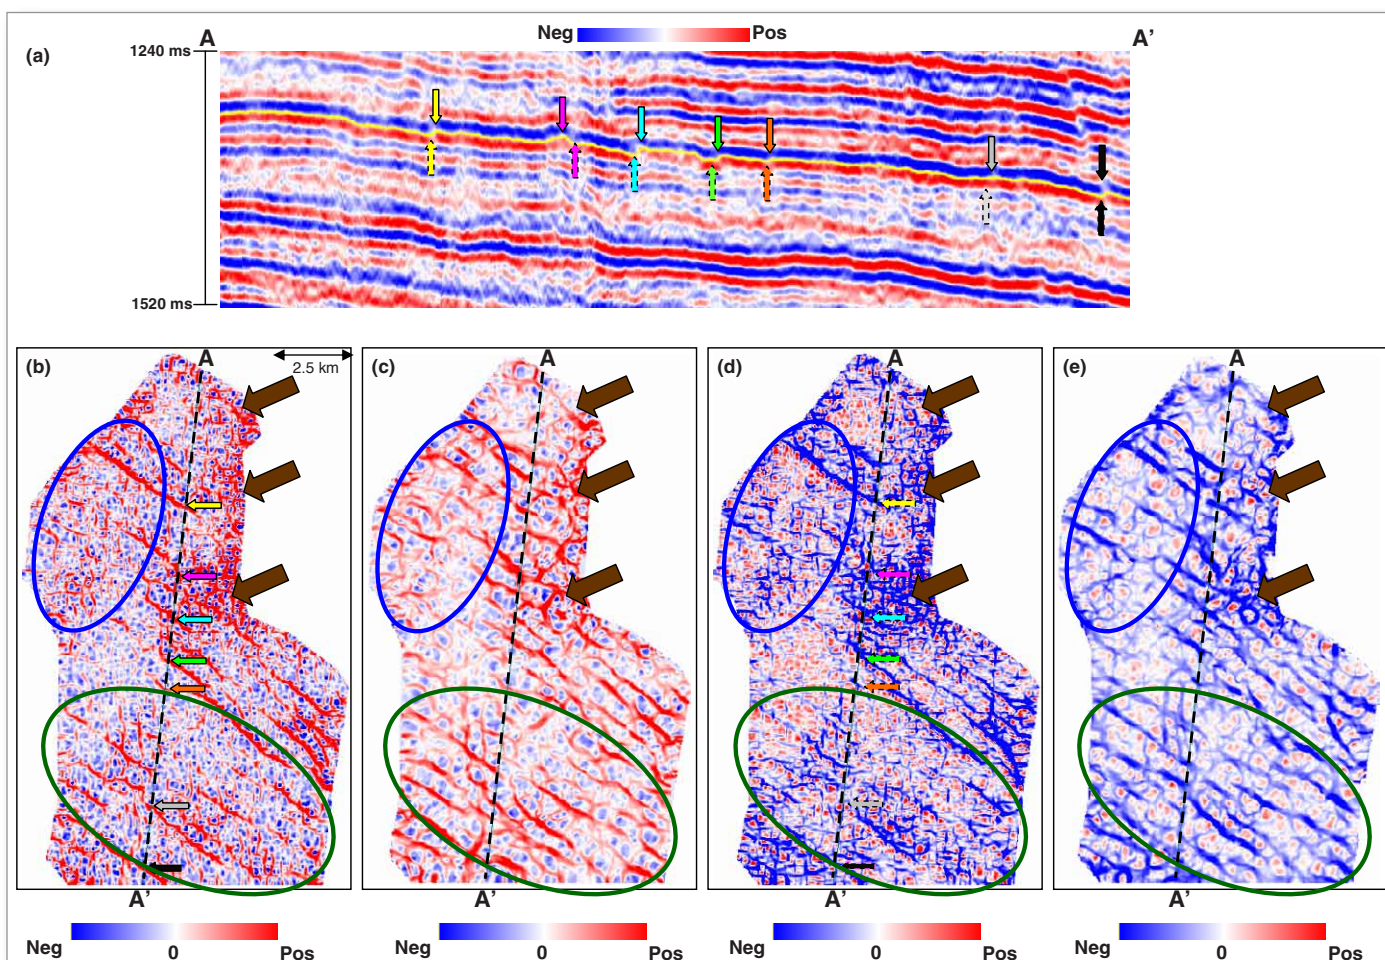 A Neg Pos A’
(a) 1240 ms
1520 ms
(b) A 2.5 km
(c) A
(d) A
(e) A
A’ A’ A’ A’
Neg 0 Pos Neg 0 Pos Neg 0 Pos Neg 0 Pos